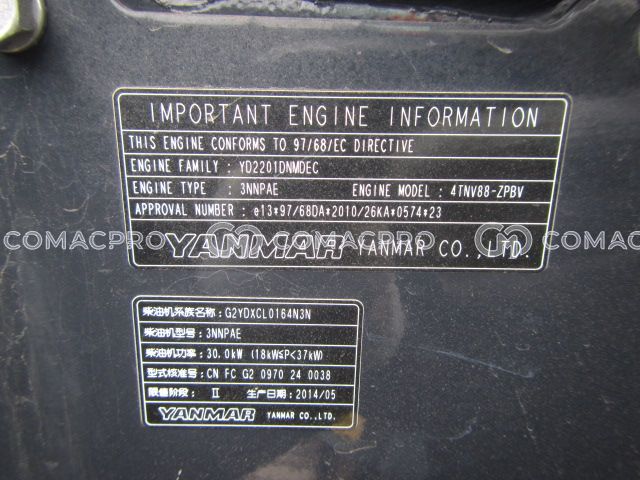 IMPORTANT ENGINE INFORMATION
THIS ENGINE CONFORMS TO 97/68/EC DIRECTIVE
ENGINE FAMILY : YD2201DNMDEC
ENGINE TYPE : 3NNPAE ENGINE MODEL : 4TNV88-ZPBV
APPROVAL NUMBER : e13*97/68DA*2010/26KA*0574*23
COMACPRO COMACPRO COMACPRO
YANMAR YANMAR CO.,LTD.
柴油机系族名称: G2YDXCL0164N3N
柴油机型号: 3NNPAE
柴油机功率: 30.0kW (18kW≦P<37kW)
型式核准号: CN FC G2 0970 24 0038
限值阶段: Ⅱ 生产日期: 2014/05
YANMAR YANMAR CO.,LTD.